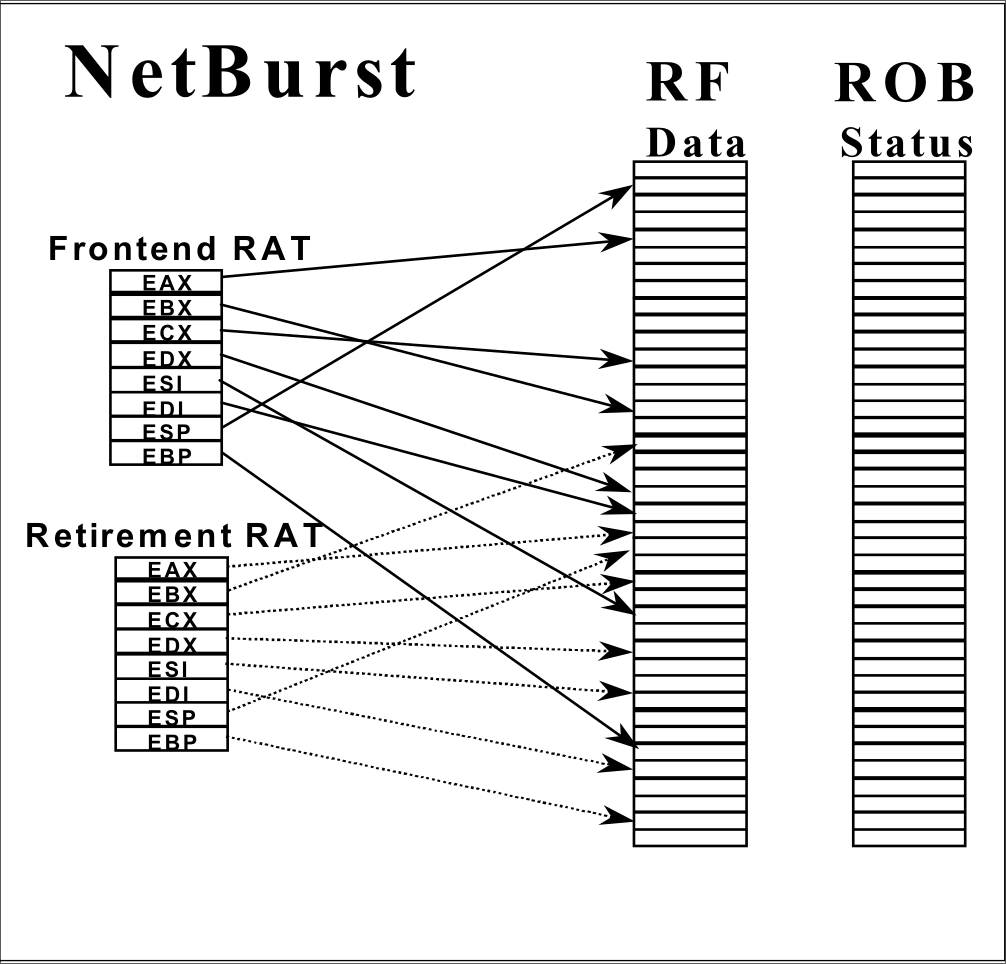 NetBurst
RF
Data
ROB
Status
Frontend RAT
EAX
EBX
ECX
EDX
ESI
EDI
ESP
EBP
Retirement RAT
EAX
EBX
ECX
EDX
ESI
EDI
ESP
EBP